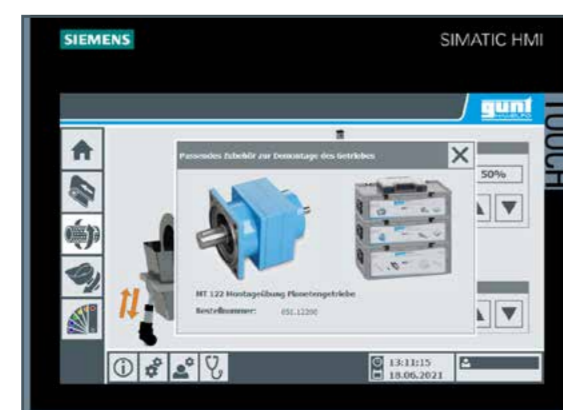 SIEMENS
SIMATIC HMI
gunt
HAMBURG
TOUCH
Passendes Zubehör zur Demontage des Getriebes
50%
MT 122 Montageübung Planetengetriebe
Bestellnummer: 051.12200
13:11:15
18.06.2021